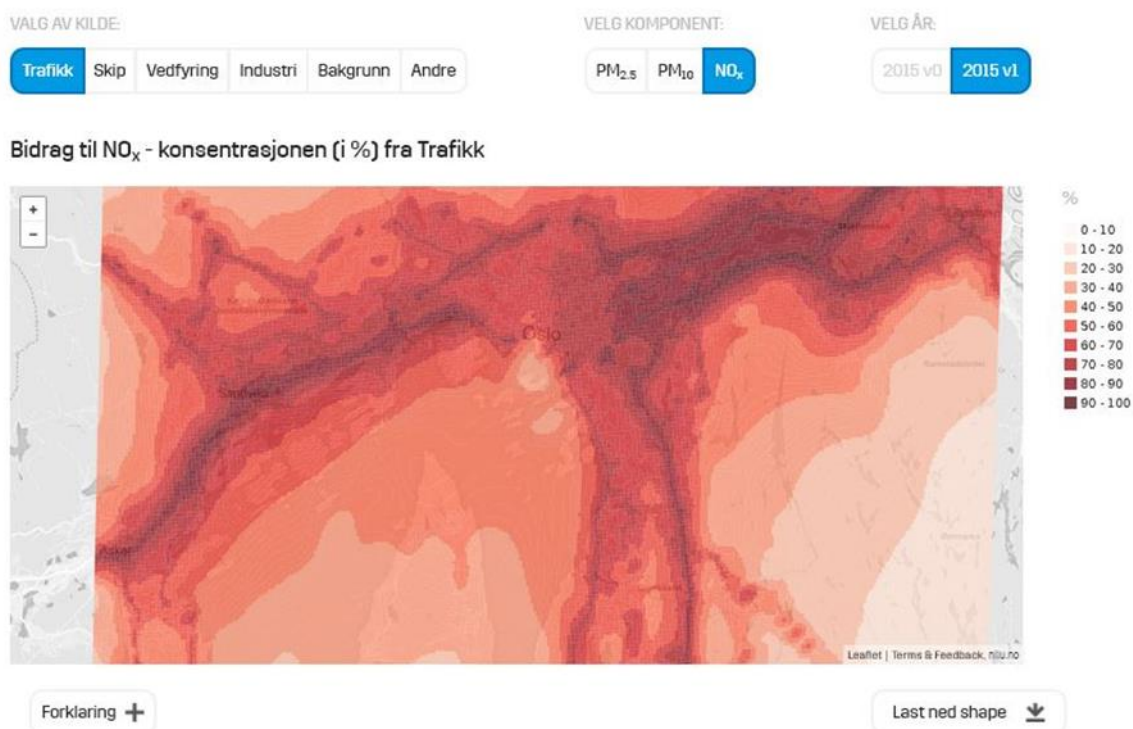 VALG AV KILDE:
VELG KOMPONENT:
VELG ÅR:
Trafikk Skip Vedfyring Industri Bakgrunn Andre
PM2.5 PM10 NOx
2015 v0 2015 v1
Bidrag til NOx - konsentrasjonen (i %) fra Trafikk
+
-
%
0 - 10
10 - 20
20 - 30
30 - 40
40 - 50
50 - 60
60 - 70
70 - 80
80 - 90
90 - 100
Oslo
Sandvika
Asker
Leaflet | Terms & Feedback, nilu.no
Forklaring +
Last ned shape